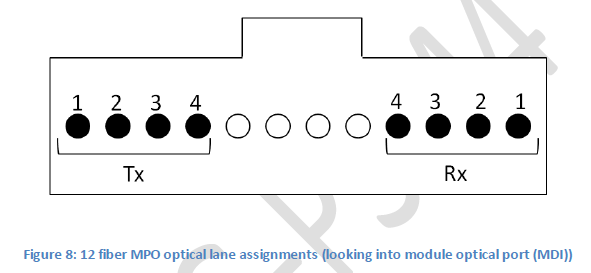 1 2 3 4 4 3 2 1
Tx Rx
Figure 8: 12 fiber MPO optical lane assignments (looking into module optical port (MDI))